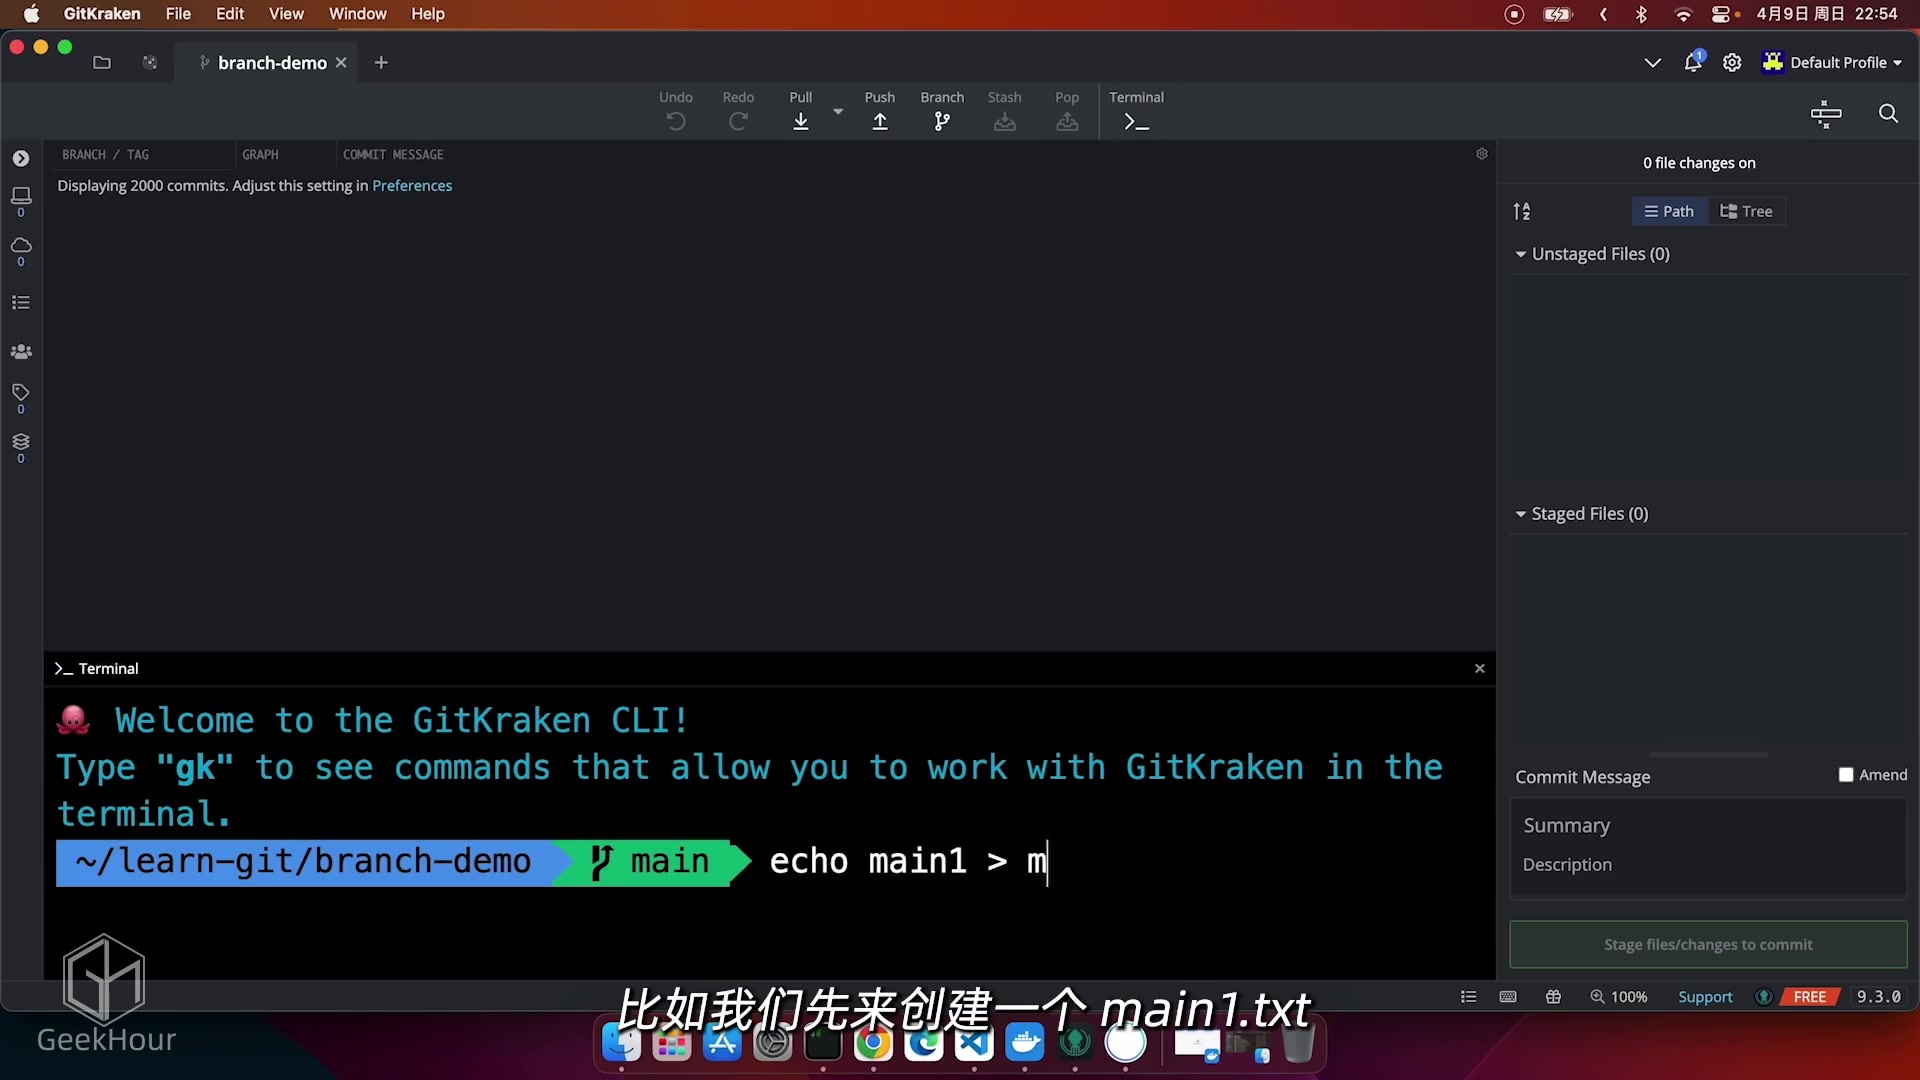 GitKraken File Edit View Window Help
4月9日 周日 22:54
branch-demo
1
Default Profile
Undo Redo Pull Push Branch Stash Pop Terminal
BRANCH / TAG GRAPH COMMIT MESSAGE
Displaying 2000 commits. Adjust this setting in Preferences
0
0
0
0
0 file changes on
Path Tree
Unstaged Files (0)
Staged Files (0)
Commit Message
Amend
Summary
Description
Stage files/changes to commit
Terminal
Welcome to the GitKraken CLI!
Type "gk" to see commands that allow you to work with GitKraken in the
terminal.
~/learn-git/branch-demo main echo main1 > m
100% Support FREE 9.3.0
比如我们先来创建一个 main1.txt
GeekHour